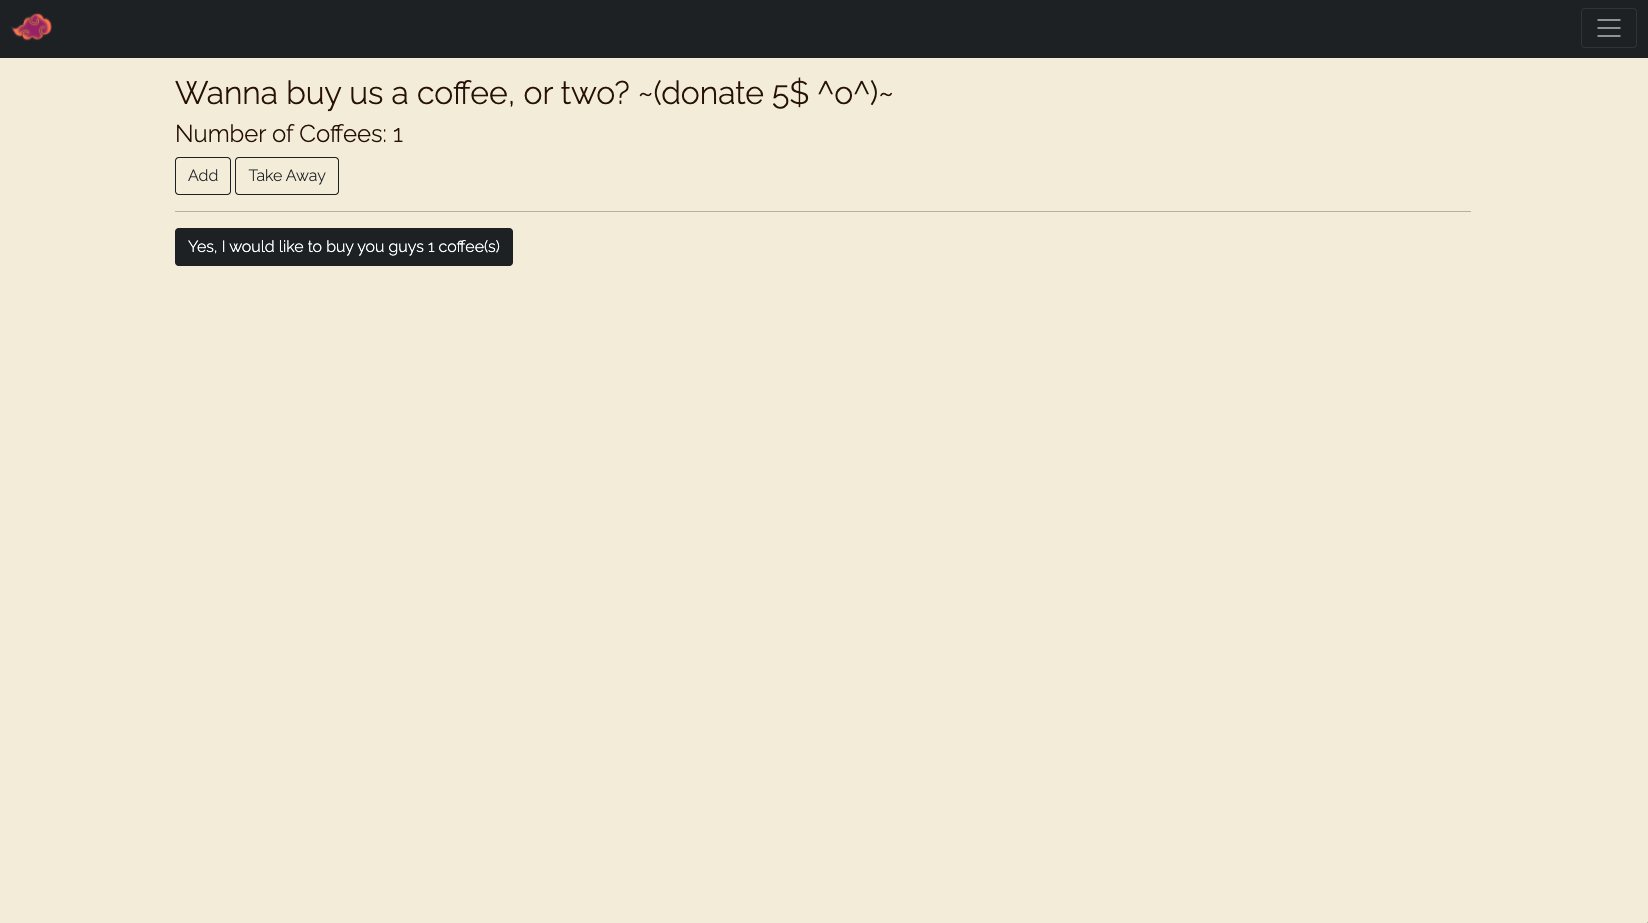 Wanna buy us a coffee, or two? ~(donate 5$ ^o^)~
Number of Coffees: 1
Add Take Away
Yes, I would like to buy you guys 1 coffee(s)